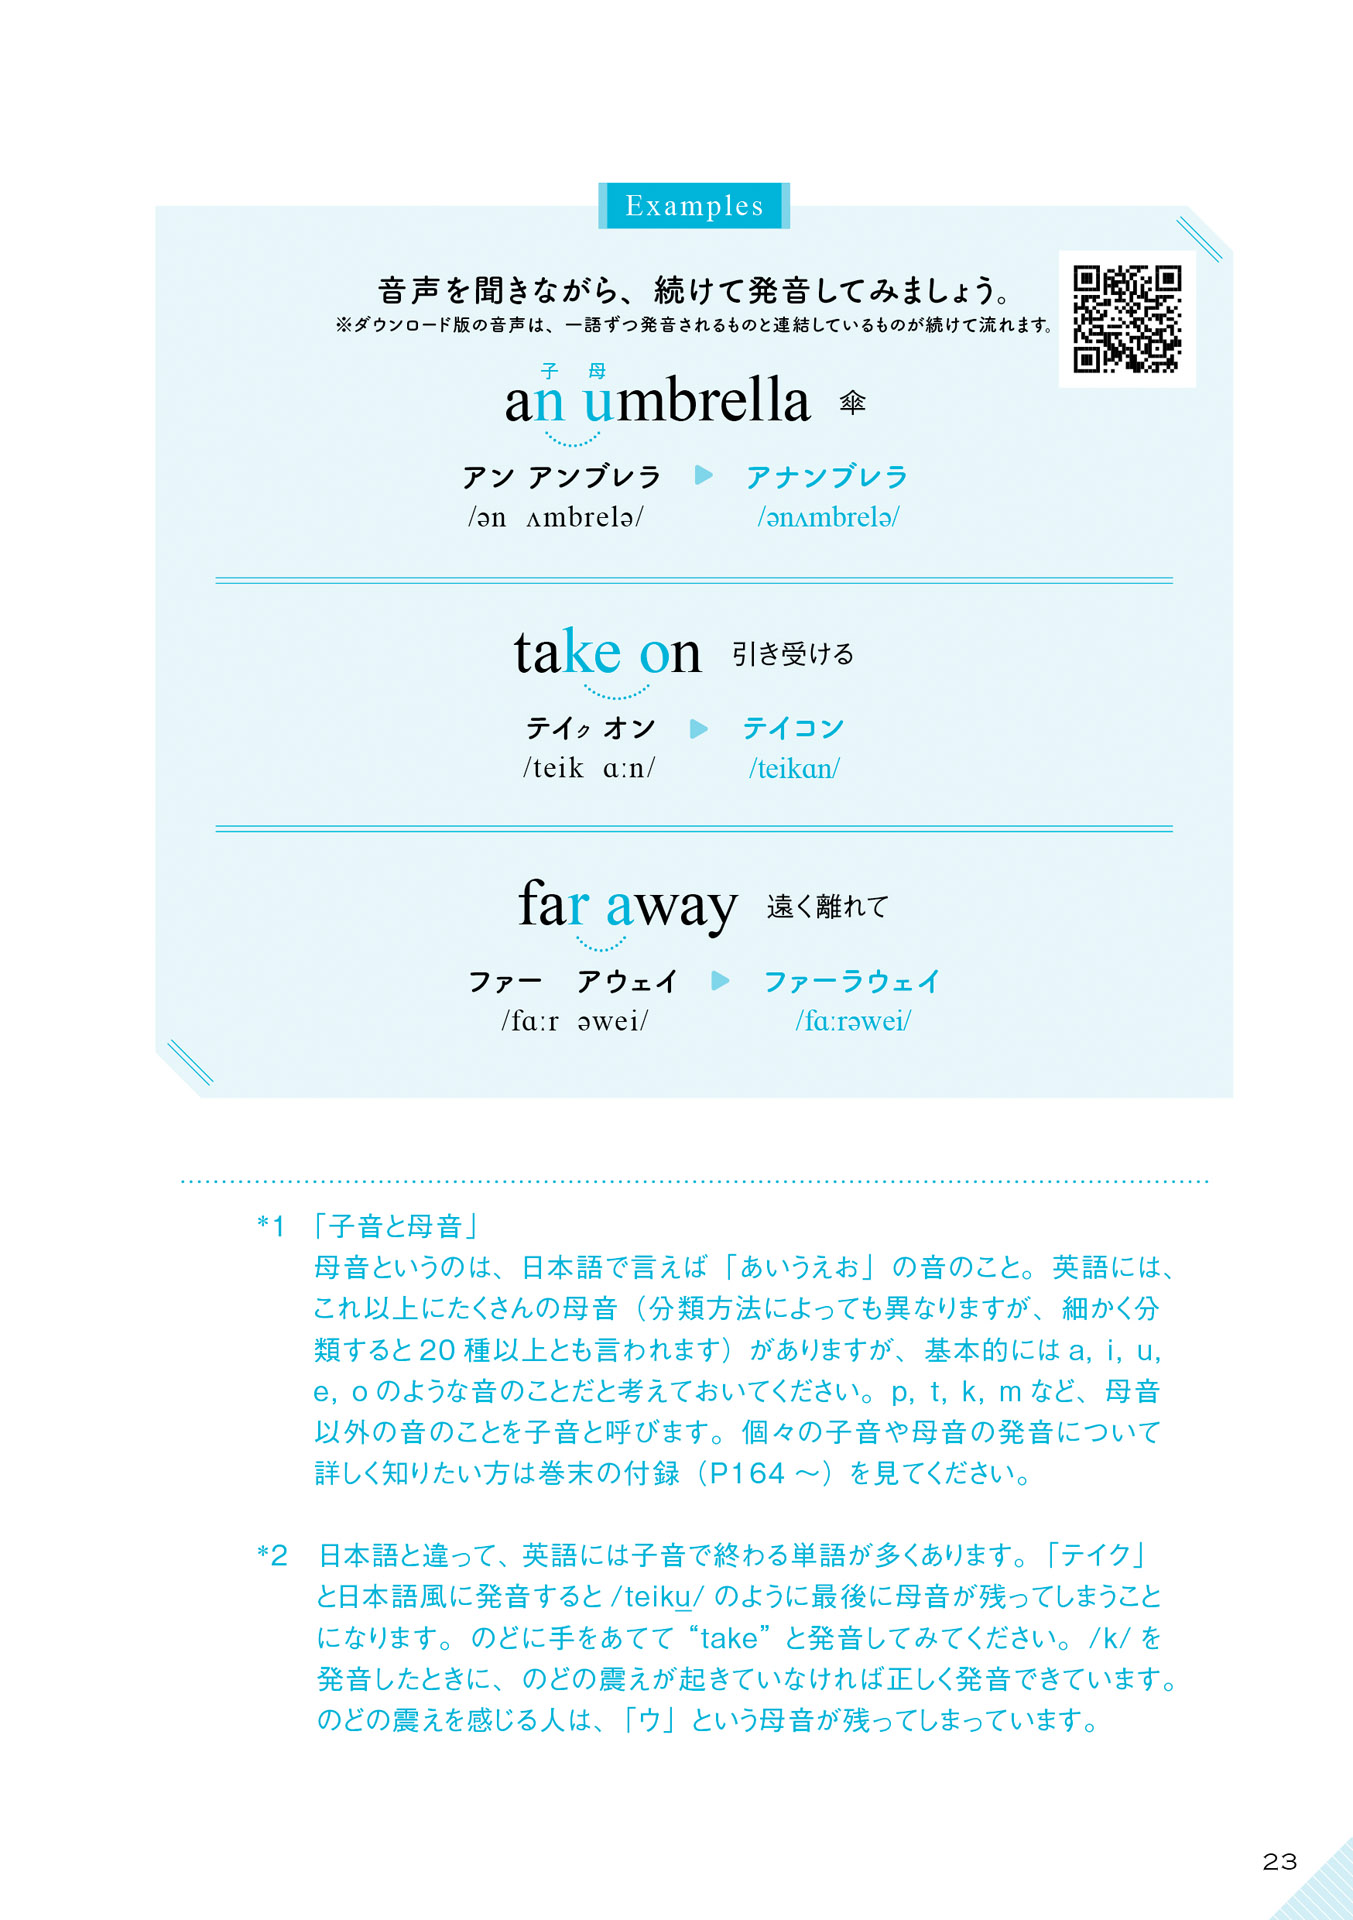 Examples
音声を聞きながら、続けて発音してみましょう。
※ダウンロード版の音声は、一語ずつ発音されるものと連結しているものが続けて流れます。
子 母
an umbrella 傘
アン アンブレラ ▶ アナンブレラ
/ən ʌmbrelə/ /ənʌmbrelə/
take on 引き受ける
テイク オン ▶ テイコン
/teik ɑːn/ /teikɑn/
far away 遠く離れて
ファー アウェイ ▶ ファーラウェイ
/fɑːr əwei/ /fɑːrəwei/
*1 「子音と母音」
母音というのは、日本語で言えば「あいうえお」の音のこと。英語には、
これ以上にたくさんの母音（分類方法によっても異なりますが、細かく分
類すると 20 種以上とも言われます）がありますが、基本的には a, i, u,
e, o のような音のことだと考えておいてください。p, t, k, m など、母音
以外の音のことを子音と呼びます。個々の子音や母音の発音について
詳しく知りたい方は巻末の付録（P164 ～）を見てください。
*2 日本語と違って、英語には子音で終わる単語が多くあります。「テイク」
と日本語風に発音すると /teiku/ のように最後に母音が残ってしまうこと
になります。のどに手をあてて “take” と発音してみてください。/k/ を
発音したときに、のどの震えが起きていなければ正しく発音できています。
のどの震えを感じる人は、「ウ」という母音が残ってしまっています。
23